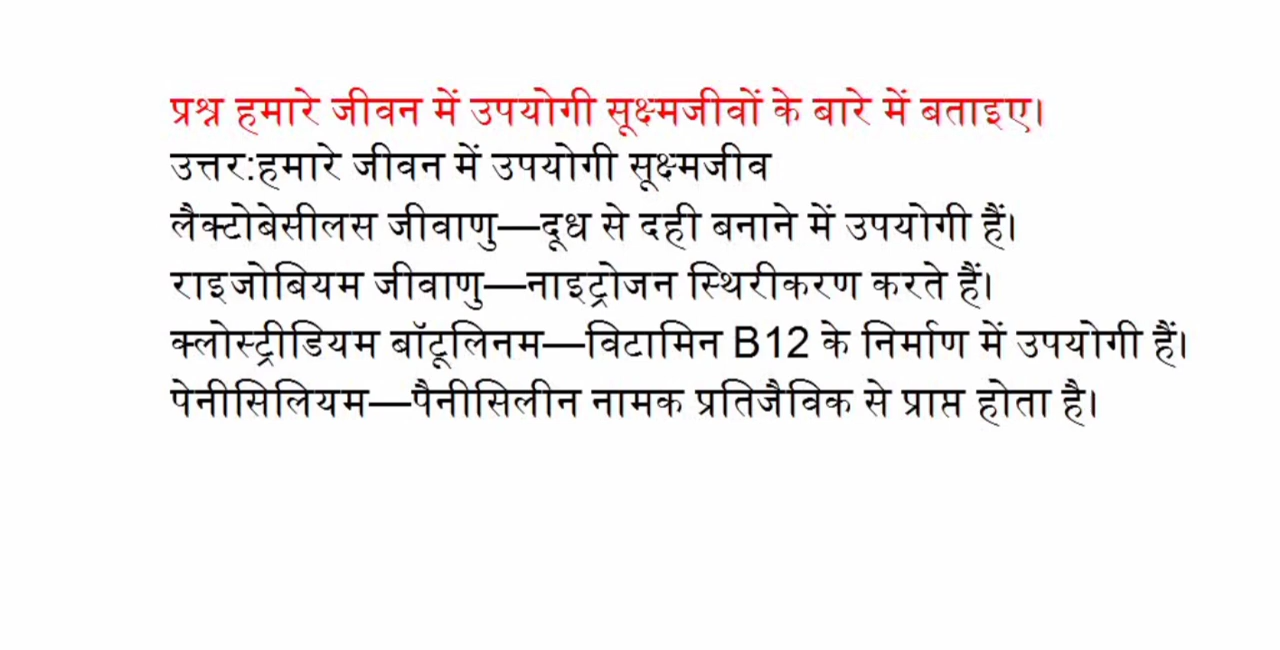 प्रश्न हमारे जीवन में उपयोगी सूक्ष्मजीवों के बारे में बताइए।
उत्तर:हमारे जीवन में उपयोगी सूक्ष्मजीव
लैक्टोबेसीलस जीवाणु—दूध से दही बनाने में उपयोगी हैं।
राइजोबियम जीवाणु—नाइट्रोजन स्थिरीकरण करते हैं।
क्लोस्ट्रीडियम बॉटूलिनम—विटामिन B12 के निर्माण में उपयोगी हैं।
पेनीसिलियम—पैनीसिलीन नामक प्रतिजैविक से प्राप्त होता है।